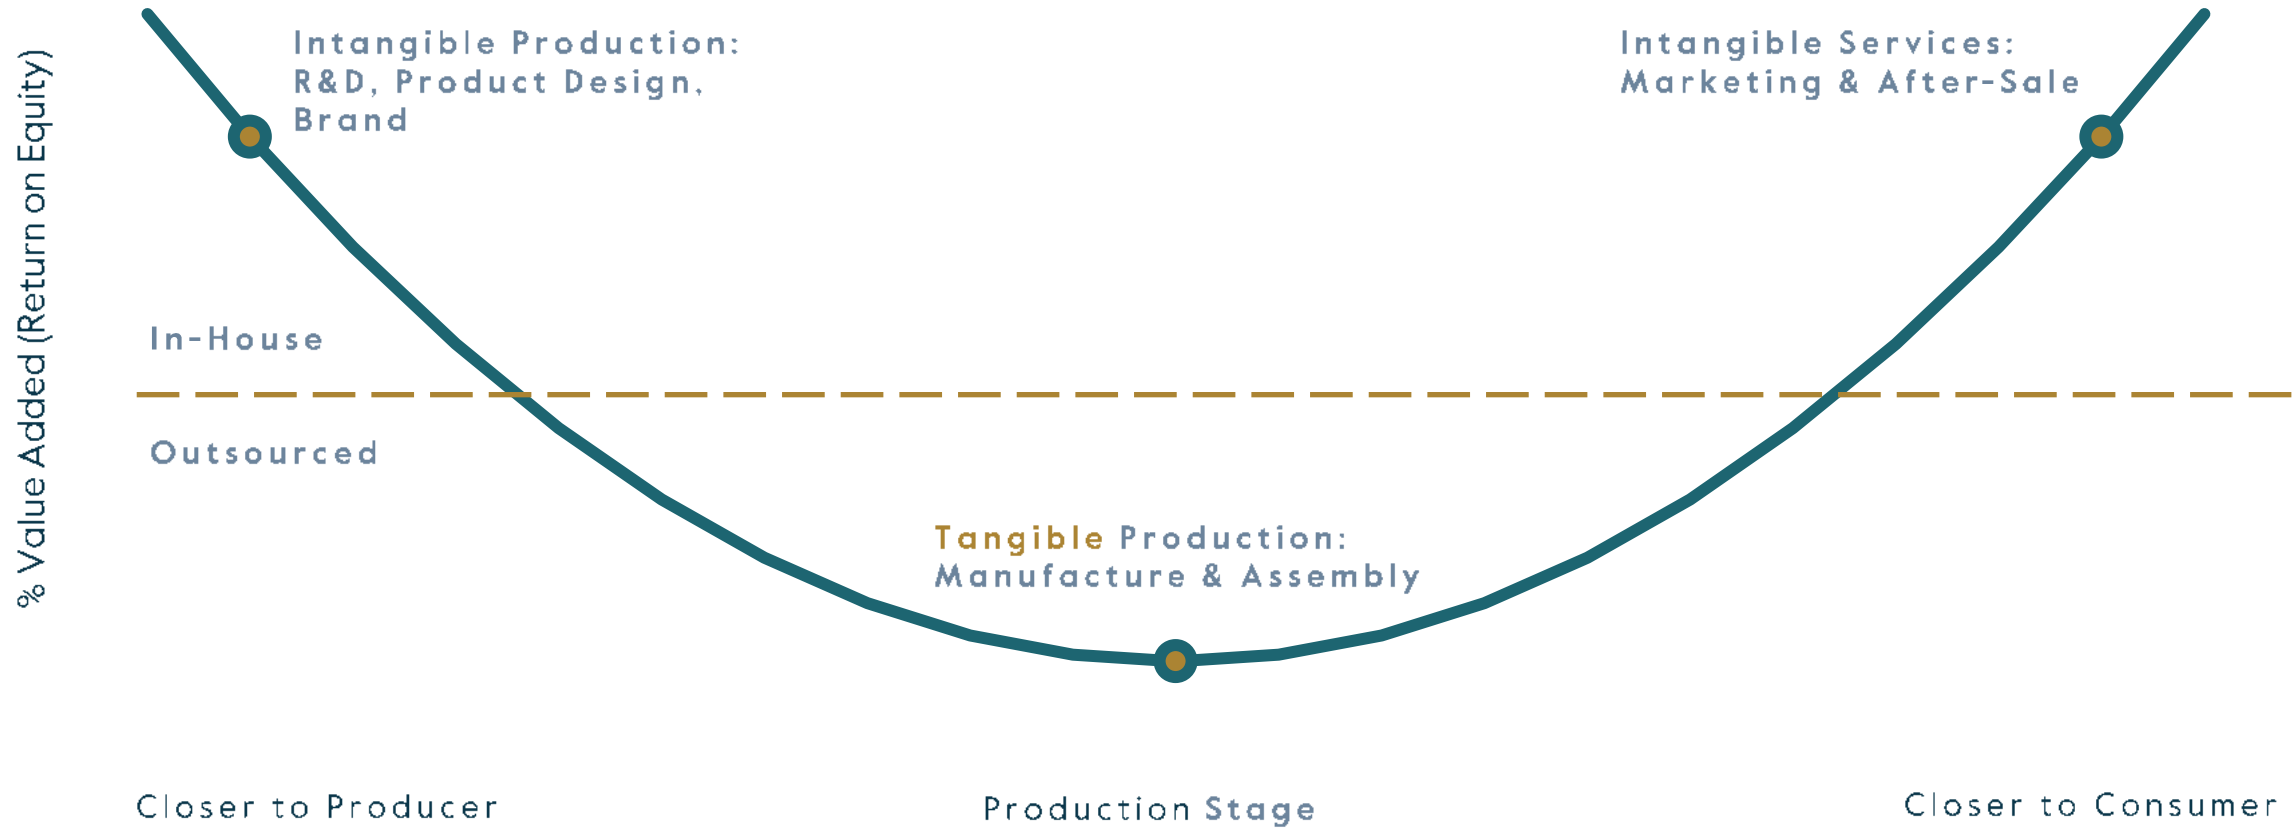 % Value Added (Return on Equity)
Intangible Production:
R&D, Product Design,
Brand
Intangible Services:
Marketing & After-Sale
In-House
Outsourced
Tangible Production:
Manufacture & Assembly
Closer to Producer
Production Stage
Closer to Consumer